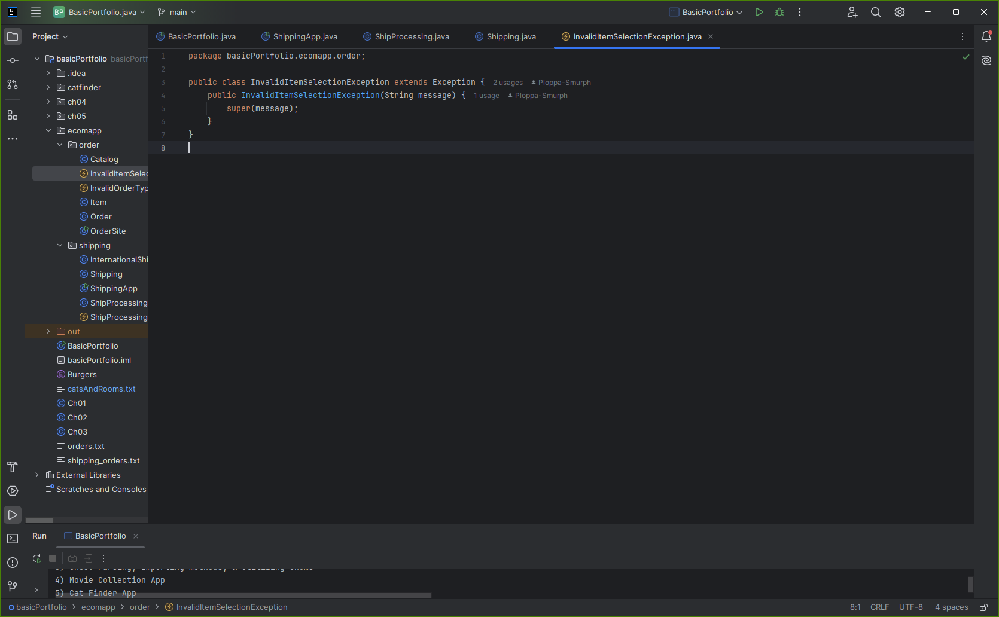 BP BasicPortfolio.java main BasicPortfolio
Project
BasicPortfolio.java ShippingApp.java ShipProcessing.java Shipping.java InvalidItemSelectionException.java
basicPortfolio basicPortf
.idea
catfinder
ch04
ch05
ecomapp
order
Catalog
InvalidItemSelec
InvalidOrderTyp
Item
Order
OrderSite
shipping
InternationalShi
Shipping
ShippingApp
ShipProcessing
ShipProcessing
out
BasicPortfolio
basicPortfolio.iml
Burgers
catsAndRooms.txt
Ch01
Ch02
Ch03
orders.txt
shipping_orders.txt
External Libraries
Scratches and Consoles
1 package basicPortfolio.ecomapp.order;
2
3 public class InvalidItemSelectionException extends Exception { 2 usages Ploppa-Smurph
4 public InvalidItemSelectionException(String message) { 1 usage Ploppa-Smurph
5 super(message);
6 }
7 }
8
Run BasicPortfolio
4) Movie Collection App
5) Cat Finder App
basicPortfolio > ecomapp > order > InvalidItemSelectionException 8:1 CRLF UTF-8 4 spaces